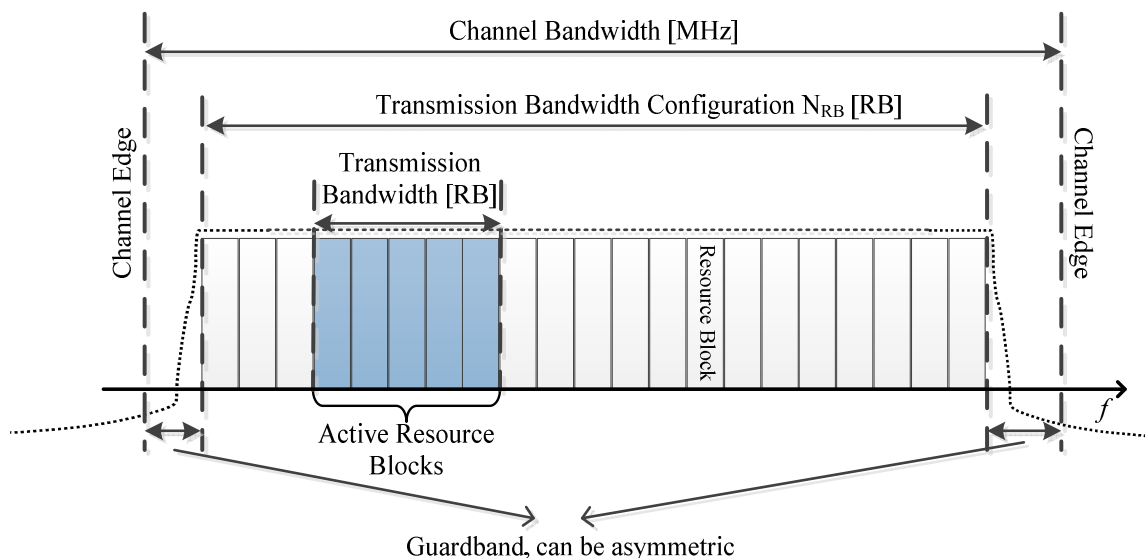 Channel Bandwidth [MHz]
Transmission Bandwidth Configuration N_RB [RB]
Channel Edge
Channel Edge
Transmission
Bandwidth [RB]
Resource Block
f
Active Resource
Blocks
Guardband, can be asymmetric